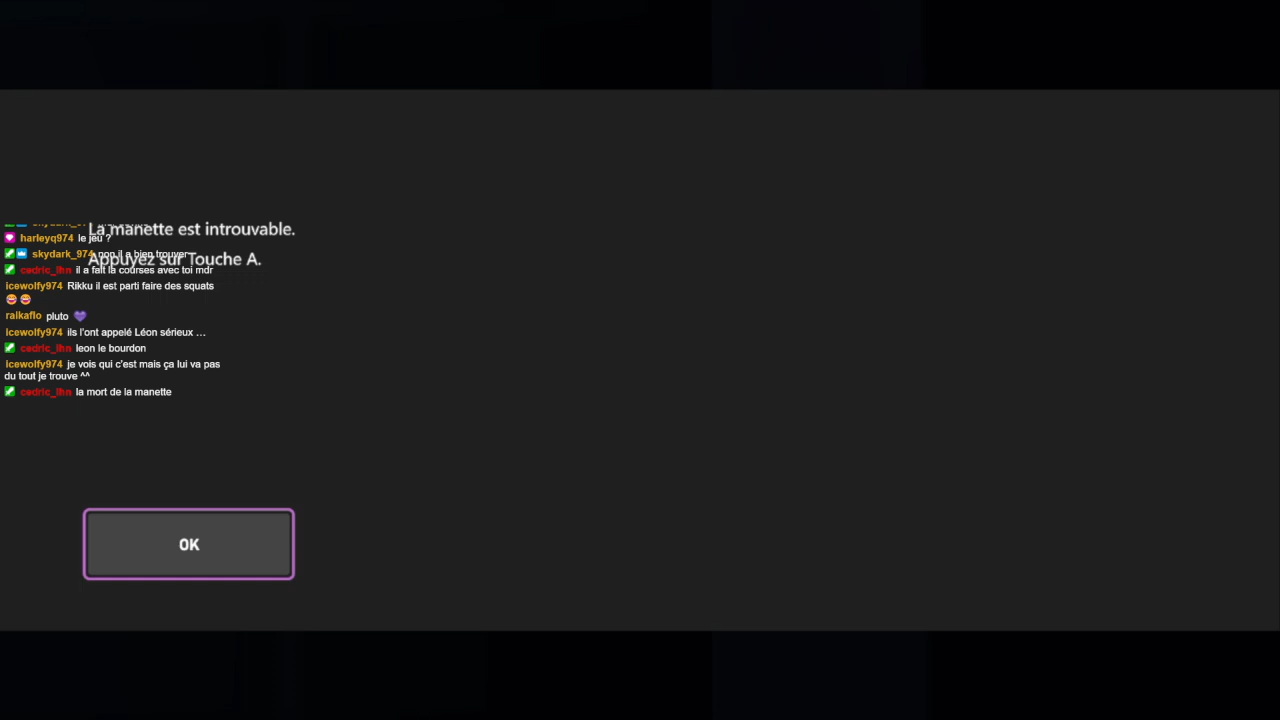 La manette est introuvable.
harleyq974 le jeu ?
skydark_974 non il a bien trouver
Appuyez sur Touche A.
cedric_lhn il a fait la courses avec toi mdr
icewolfy974 Rikku il est parti faire des squats
raikaflo pluto
icewolfy974 ils l'ont appelé Léon sérieux …
cedric_lhn leon le bourdon
icewolfy974 je vois qui c'est mais ça lui va pas
du tout je trouve ^^
cedric_lhn la mort de la manette
OK